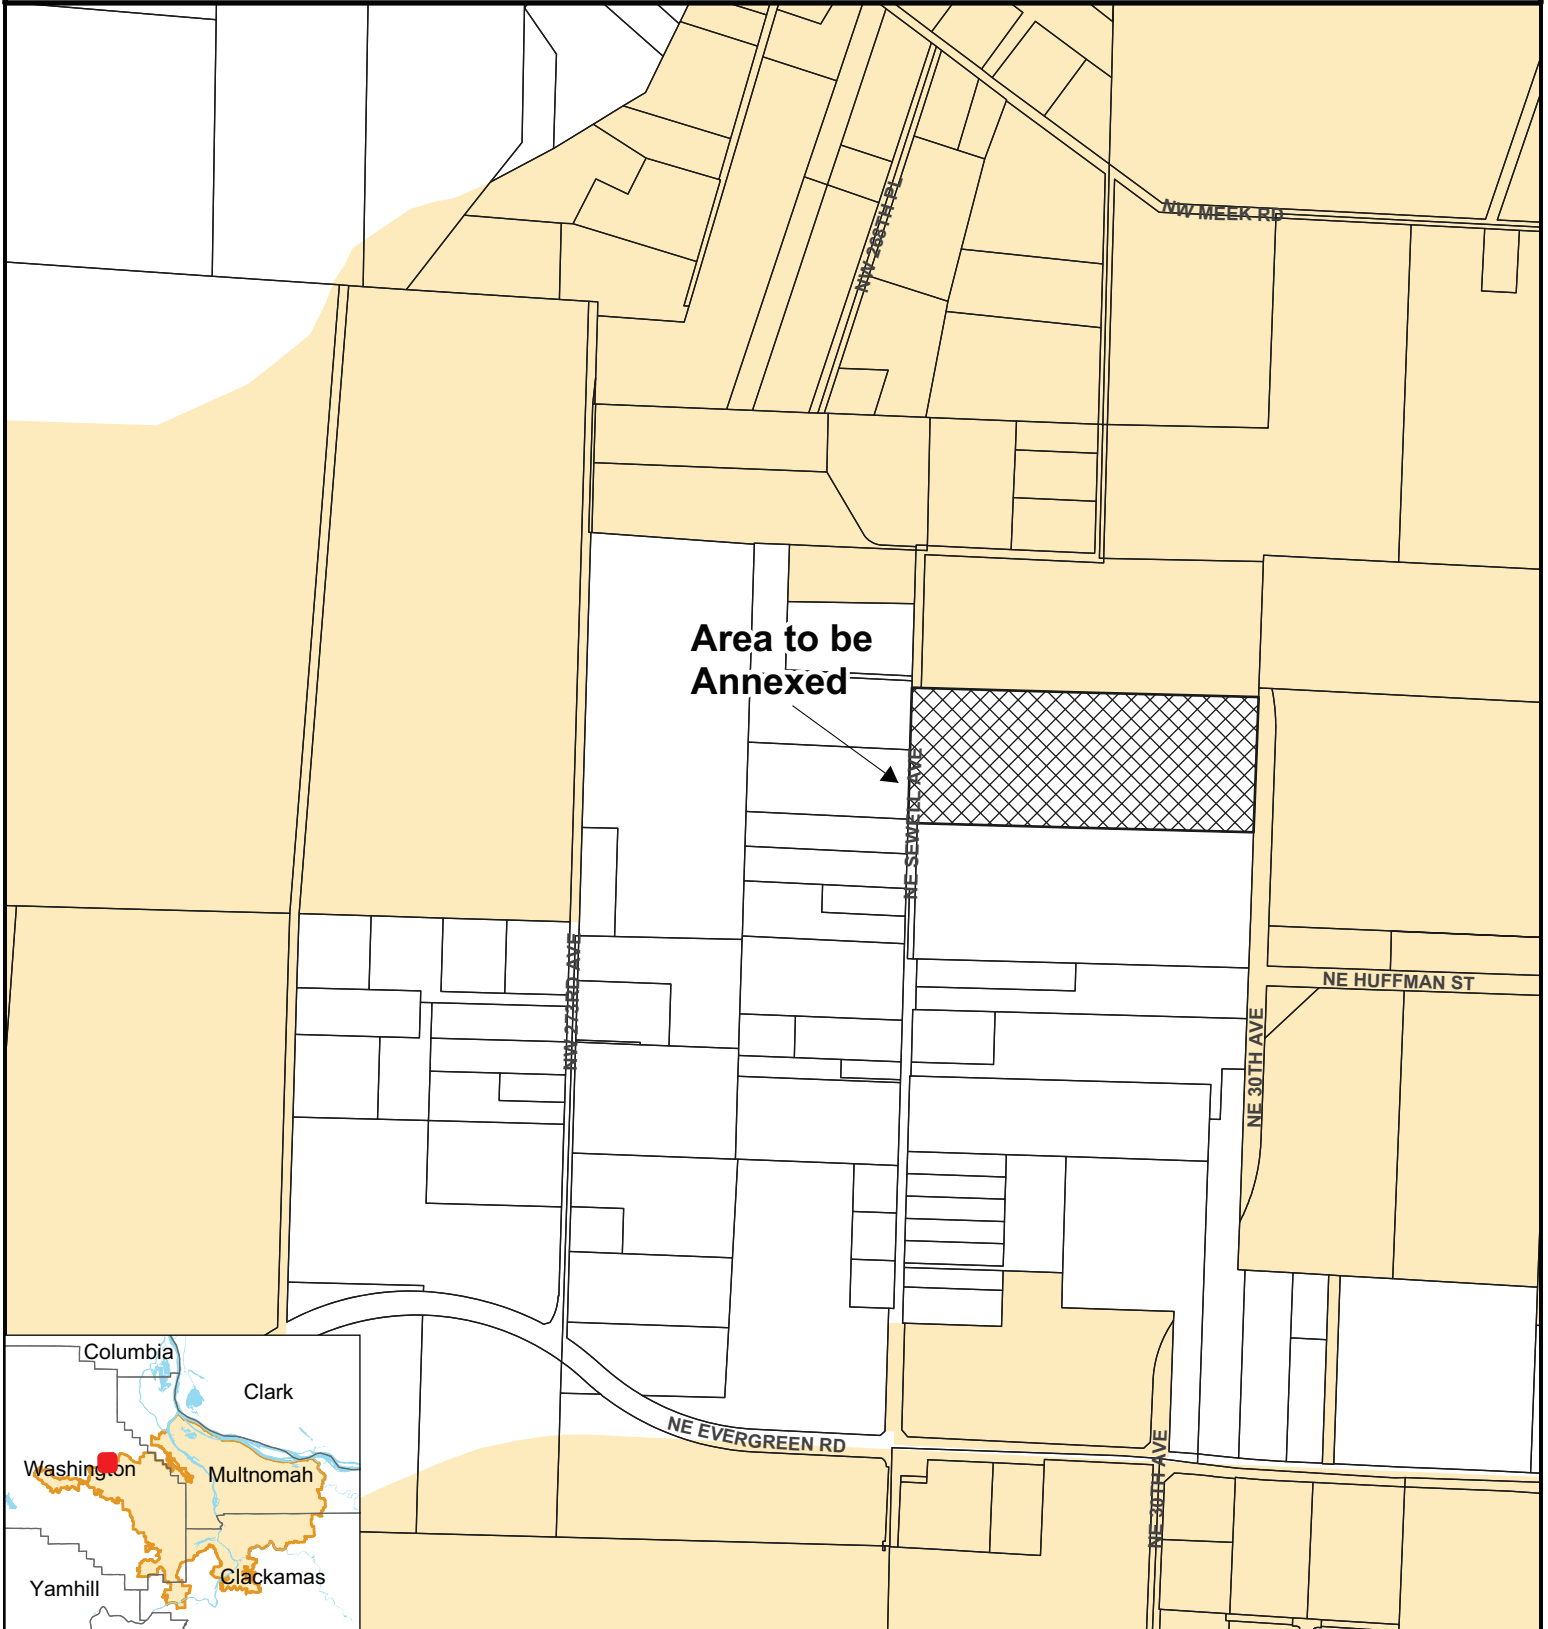 NW MEEK RD
NW 268TH PL
Area to be
Annexed
NE SEWELL AVE
NW 273RD AVE
NE HUFFMAN ST
NE 30TH AVE
NE EVERGREEN RD
NE 30TH AVE
Columbia
Clark
Washington
Multnomah
Yamhill
Clackamas